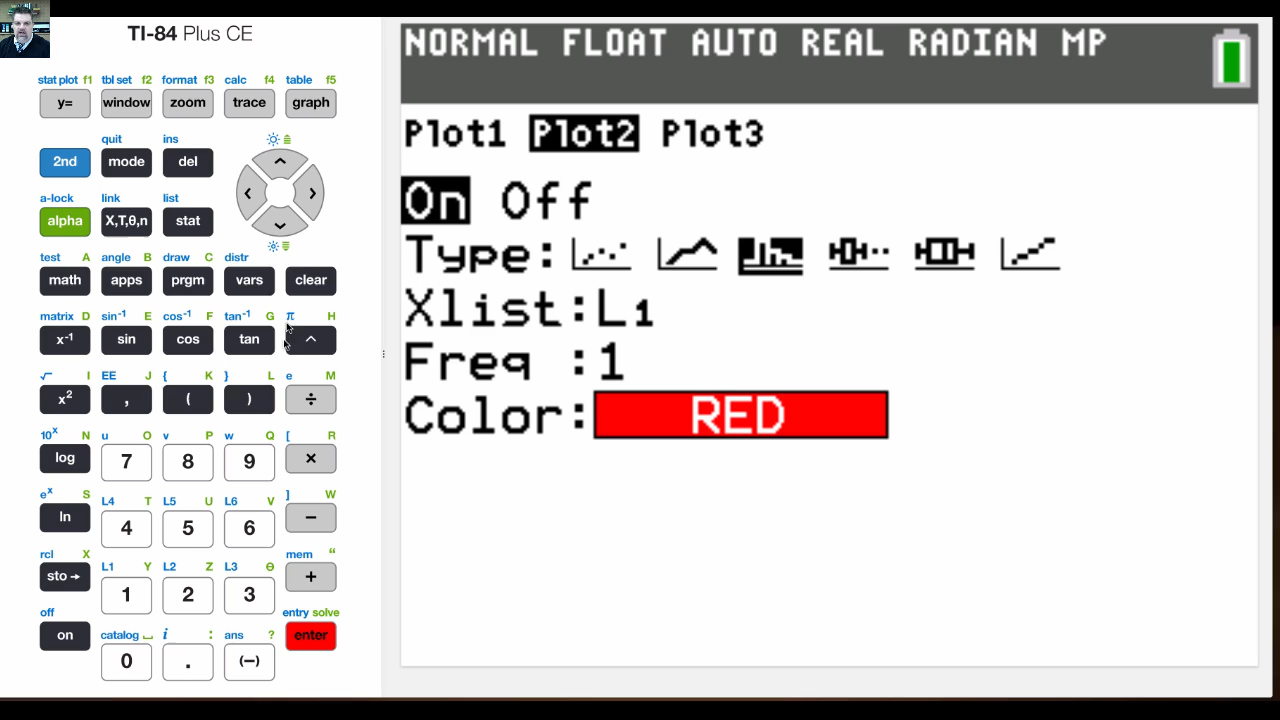 TI-84 Plus CE
stat plot f1 tbl set f2 format f3 calc f4 table f5
y= window zoom trace graph
quit ins
2nd mode del
a-lock link list
alpha X,T,θ,n stat
test A angle B draw C distr
math apps prgm vars clear
matrix D sin⁻¹ E cos⁻¹ F tan⁻¹ G π H
x⁻¹ sin cos tan ^
√ I EE J { K } L e M
x² , ( ) ÷
10ˣ N u O v P w Q [ R
log 7 8 9 ×
eˣ S L4 T L5 U L6 V ] W
ln 4 5 6 −
rcl X L1 Y L2 Z L3 θ mem “
sto → 1 2 3 +
off catalog ⎵ i : ans ? entry solve
on 0 . (−) enter
NORMAL FLOAT AUTO REAL RADIAN MP
Plot1 Plot2 Plot3
On Off
Type:
Xlist:L₁
Freq :1
Color:RED